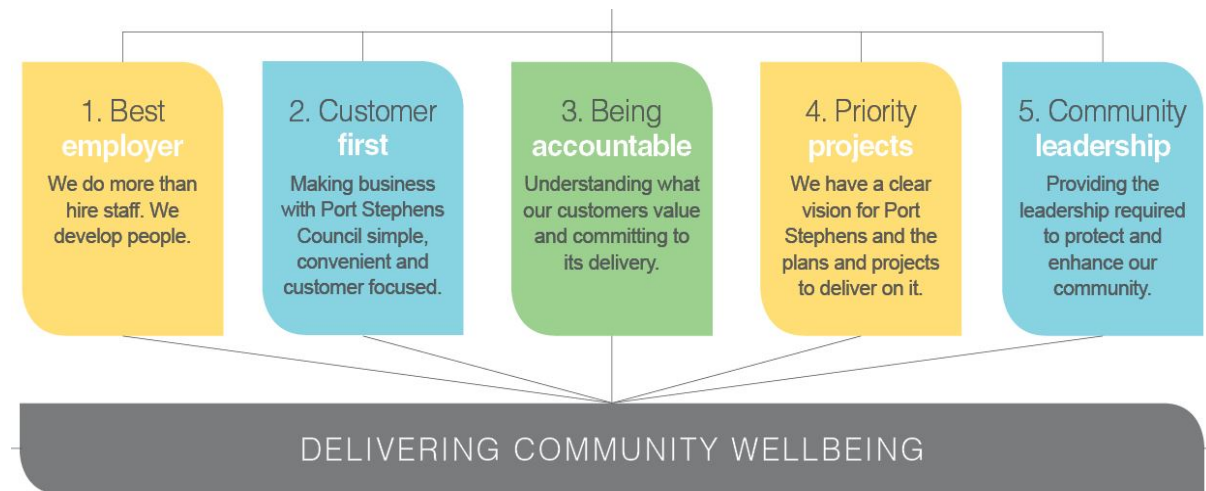 1. Best
employer
We do more than
hire staff. We
develop people.
2. Customer
first
Making business
with Port Stephens
Council simple,
convenient and
customer focused.
3. Being
accountable
Understanding what
our customers value
and committing to
its delivery.
4. Priority
projects
We have a clear
vision for Port
Stephens and the
plans and projects
to deliver on it.
5. Community
leadership
Providing the
leadership required
to protect and
enhance our
community.
DELIVERING COMMUNITY WELLBEING